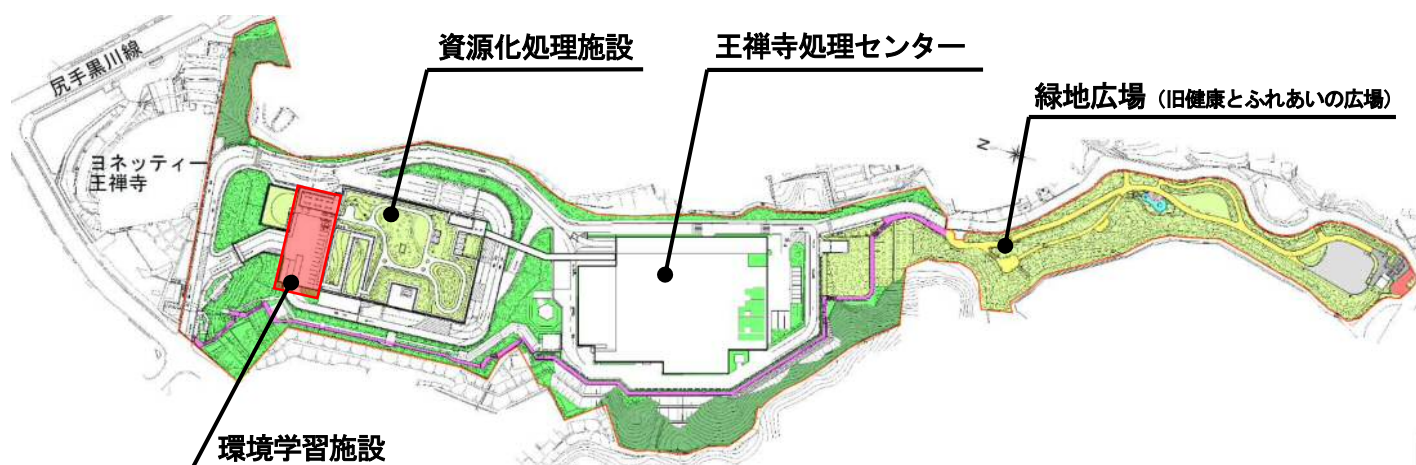 資源化処理施設
王禅寺処理センター
緑地広場（旧健康とふれあいの広場）
尻手黒川線
ヨネッティー
王禅寺
N
環境学習施設